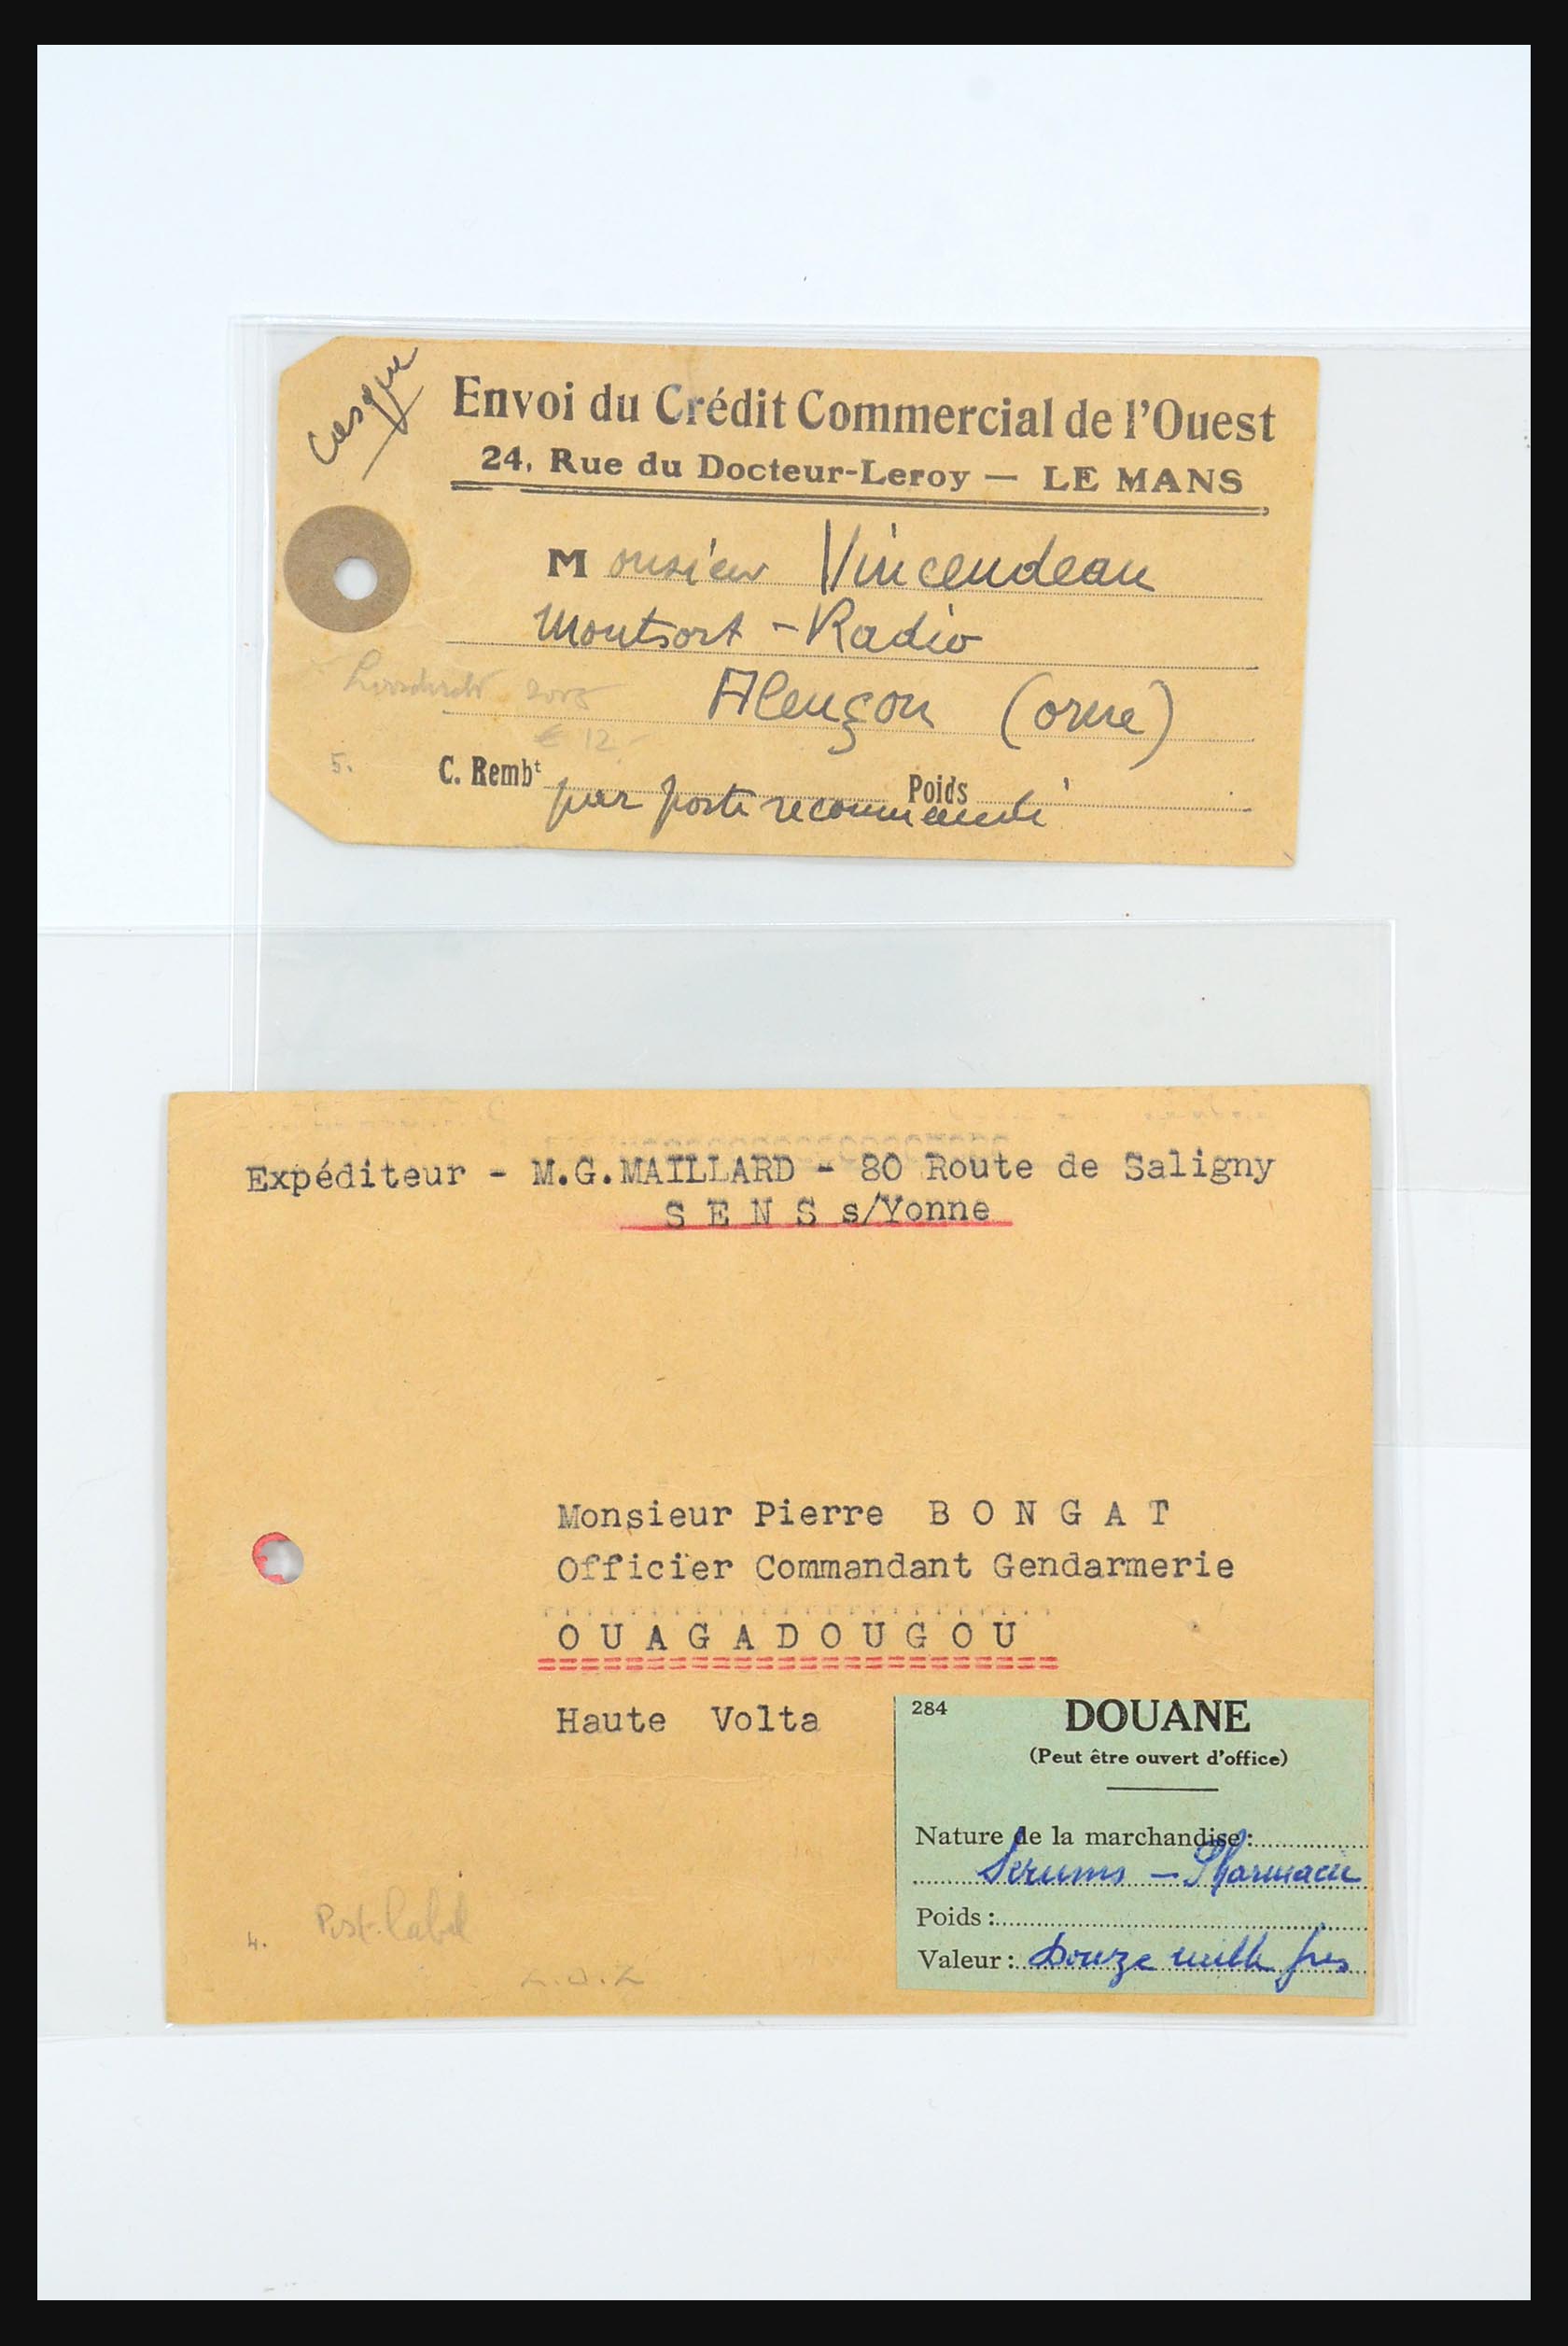 Envoi du Crédit Commercial de l'Ouest
24, Rue du Docteur-Leroy — LE MANS
Monsieur Vincendeau
Montsort - Radio
Alençon (orne)
2005
€ 12.-
5.
C. Rembt Poids
par poste recommandé
Expéditeur - M.G.MAILLARD - 80 Route de Saligny
S E N S s/Yonne
Monsieur Pierre B O N G A T
Officier Commandant Gendarmerie
O U A G A D O U G O U
========================
Haute Volta
284 DOUANE
(Peut être ouvert d'office)
Nature de la marchandise :
Serums - Pharmacie
Poids :
Valeur : Douze mille frcs
Post-label
4.